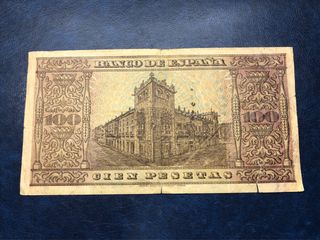 BANCO DE ESPAÑA
100 100
CIEN PESETAS